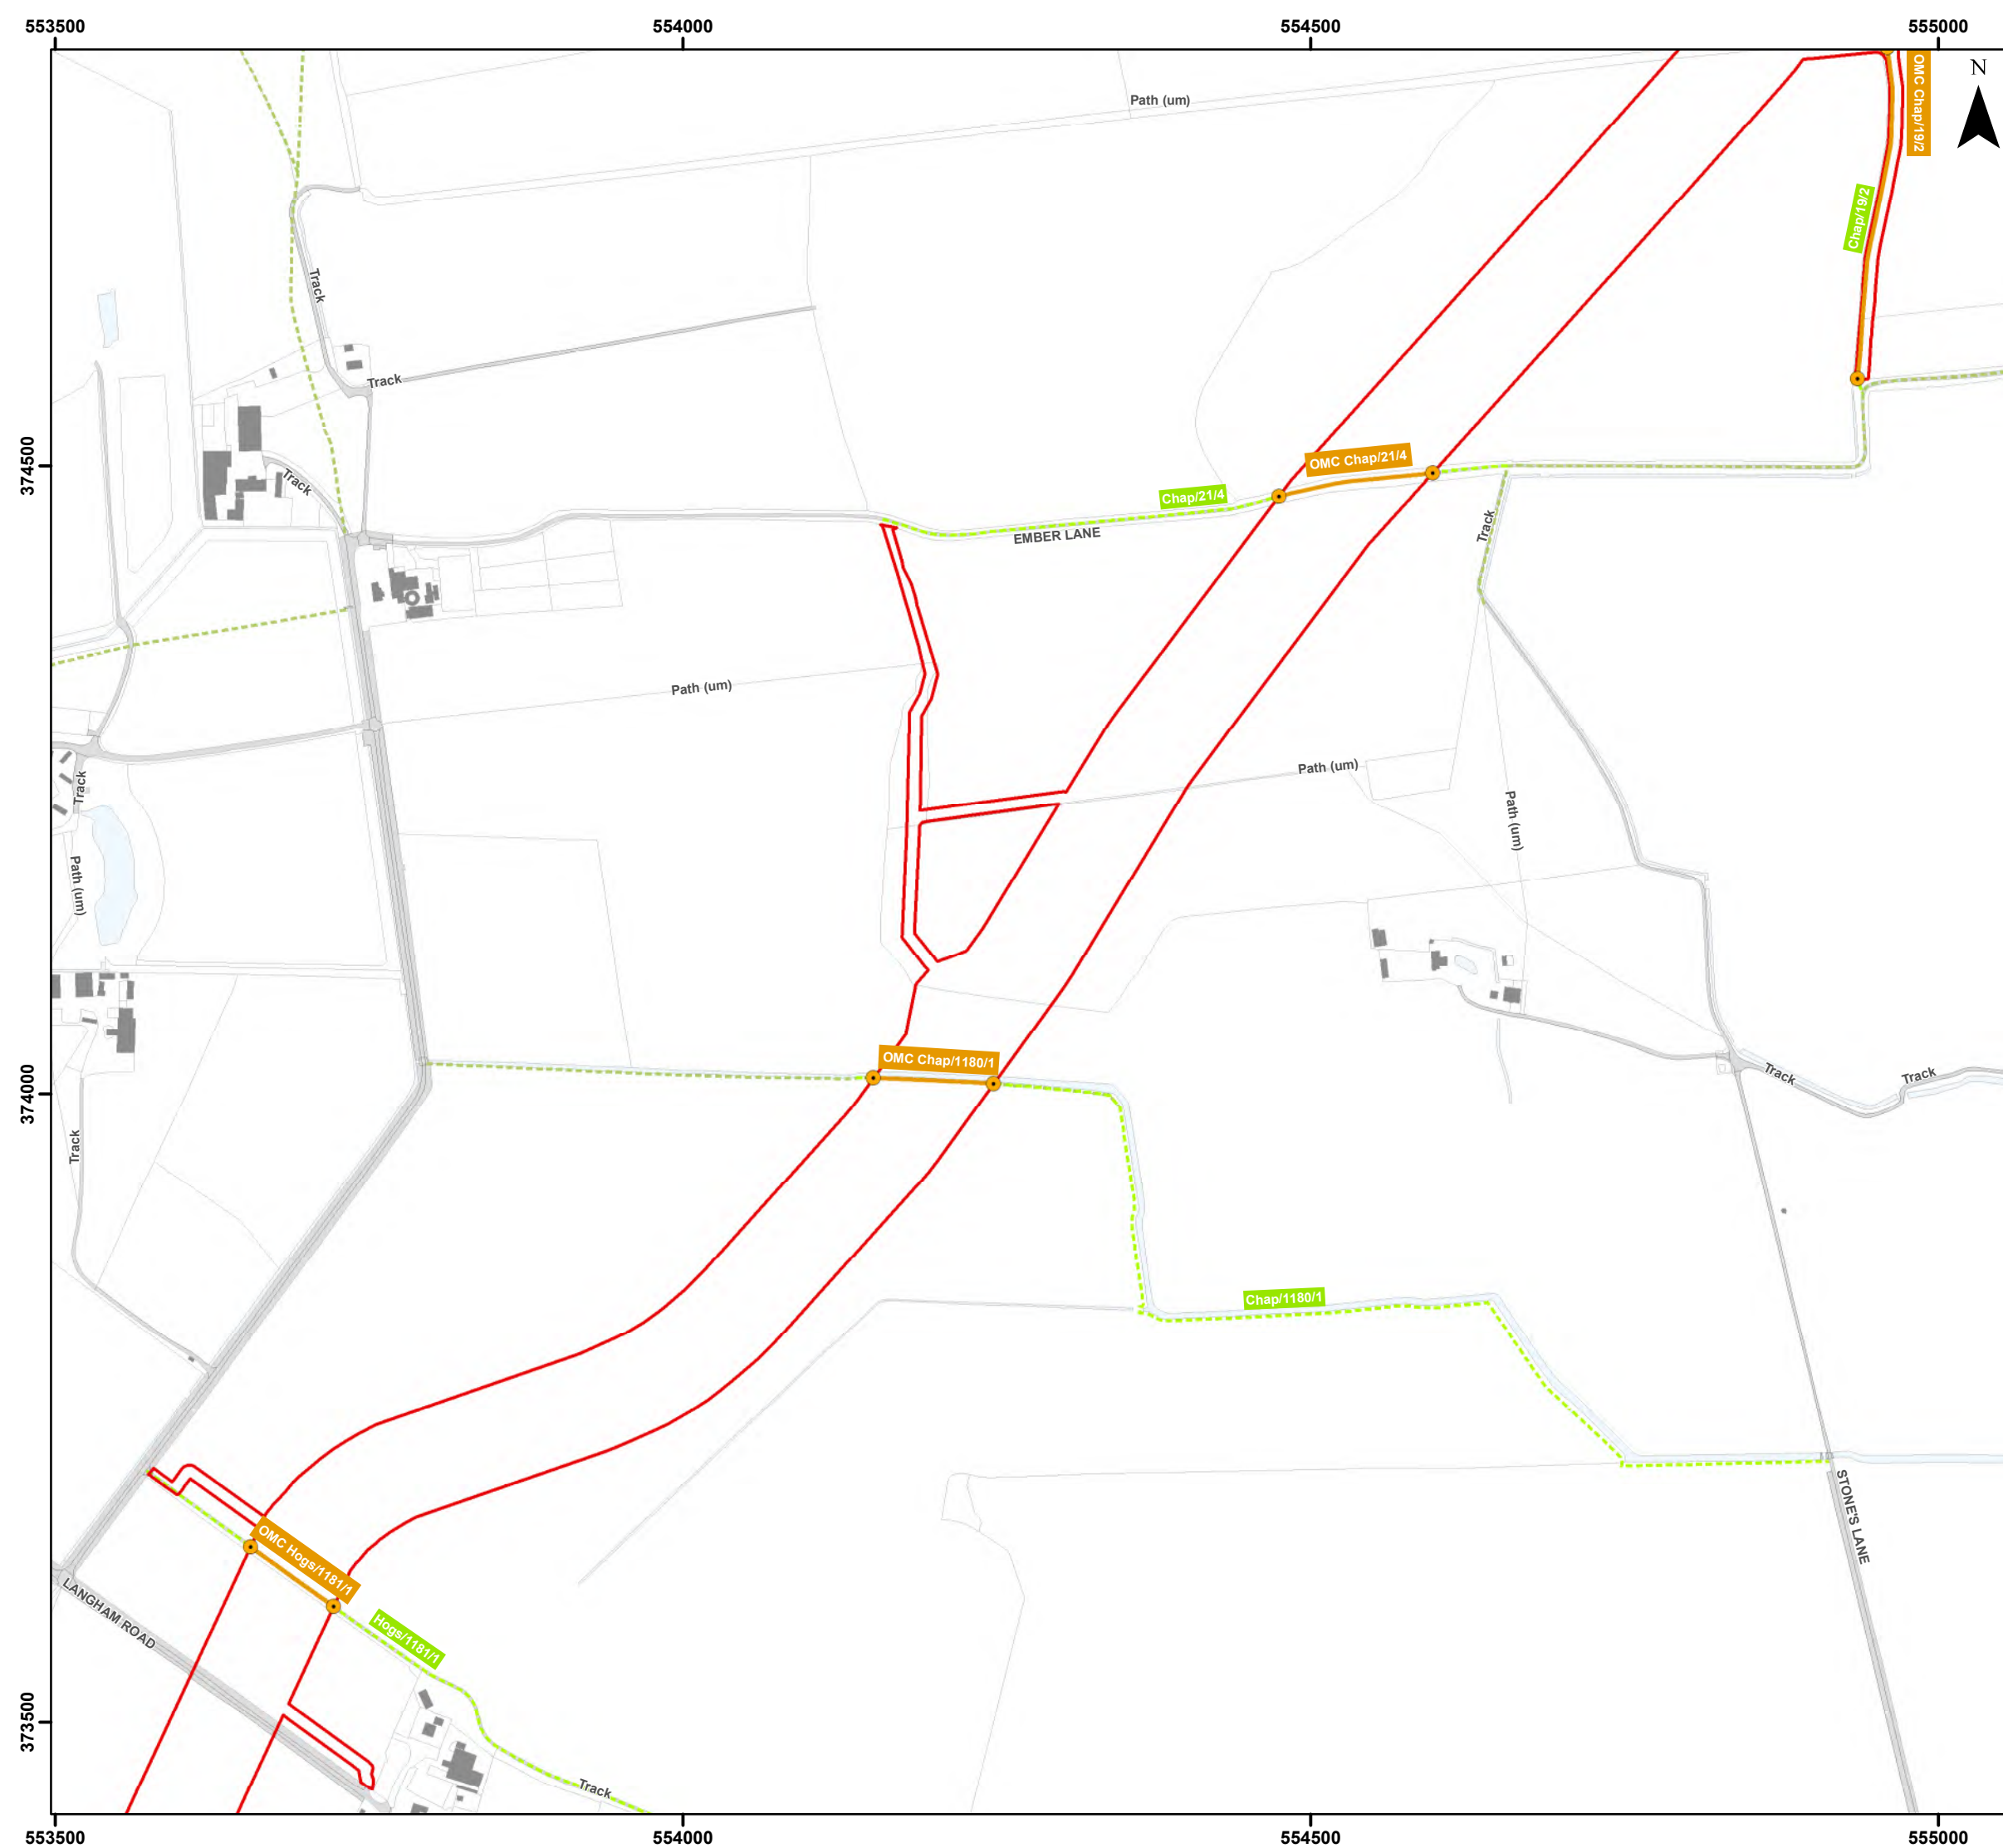 553500
554000
554500
555000
N
OMC Chap/19/2
Path (um)
Chap/19/2
Track
Track
374500
OMC Chap/21/4
Track
Chap/21/4
EMBER LANE
Track
Path (um)
Path (um)
Track
Path (um)
Path (um)
OMC Chap/1180/1
374000
Track
Track
Track
Chap/1180/1
STONE'S LANE
OMC Hogs/1181/1
LANGHAM ROAD
Hogs/1181/1
373500
Track
553500
554000
554500
555000